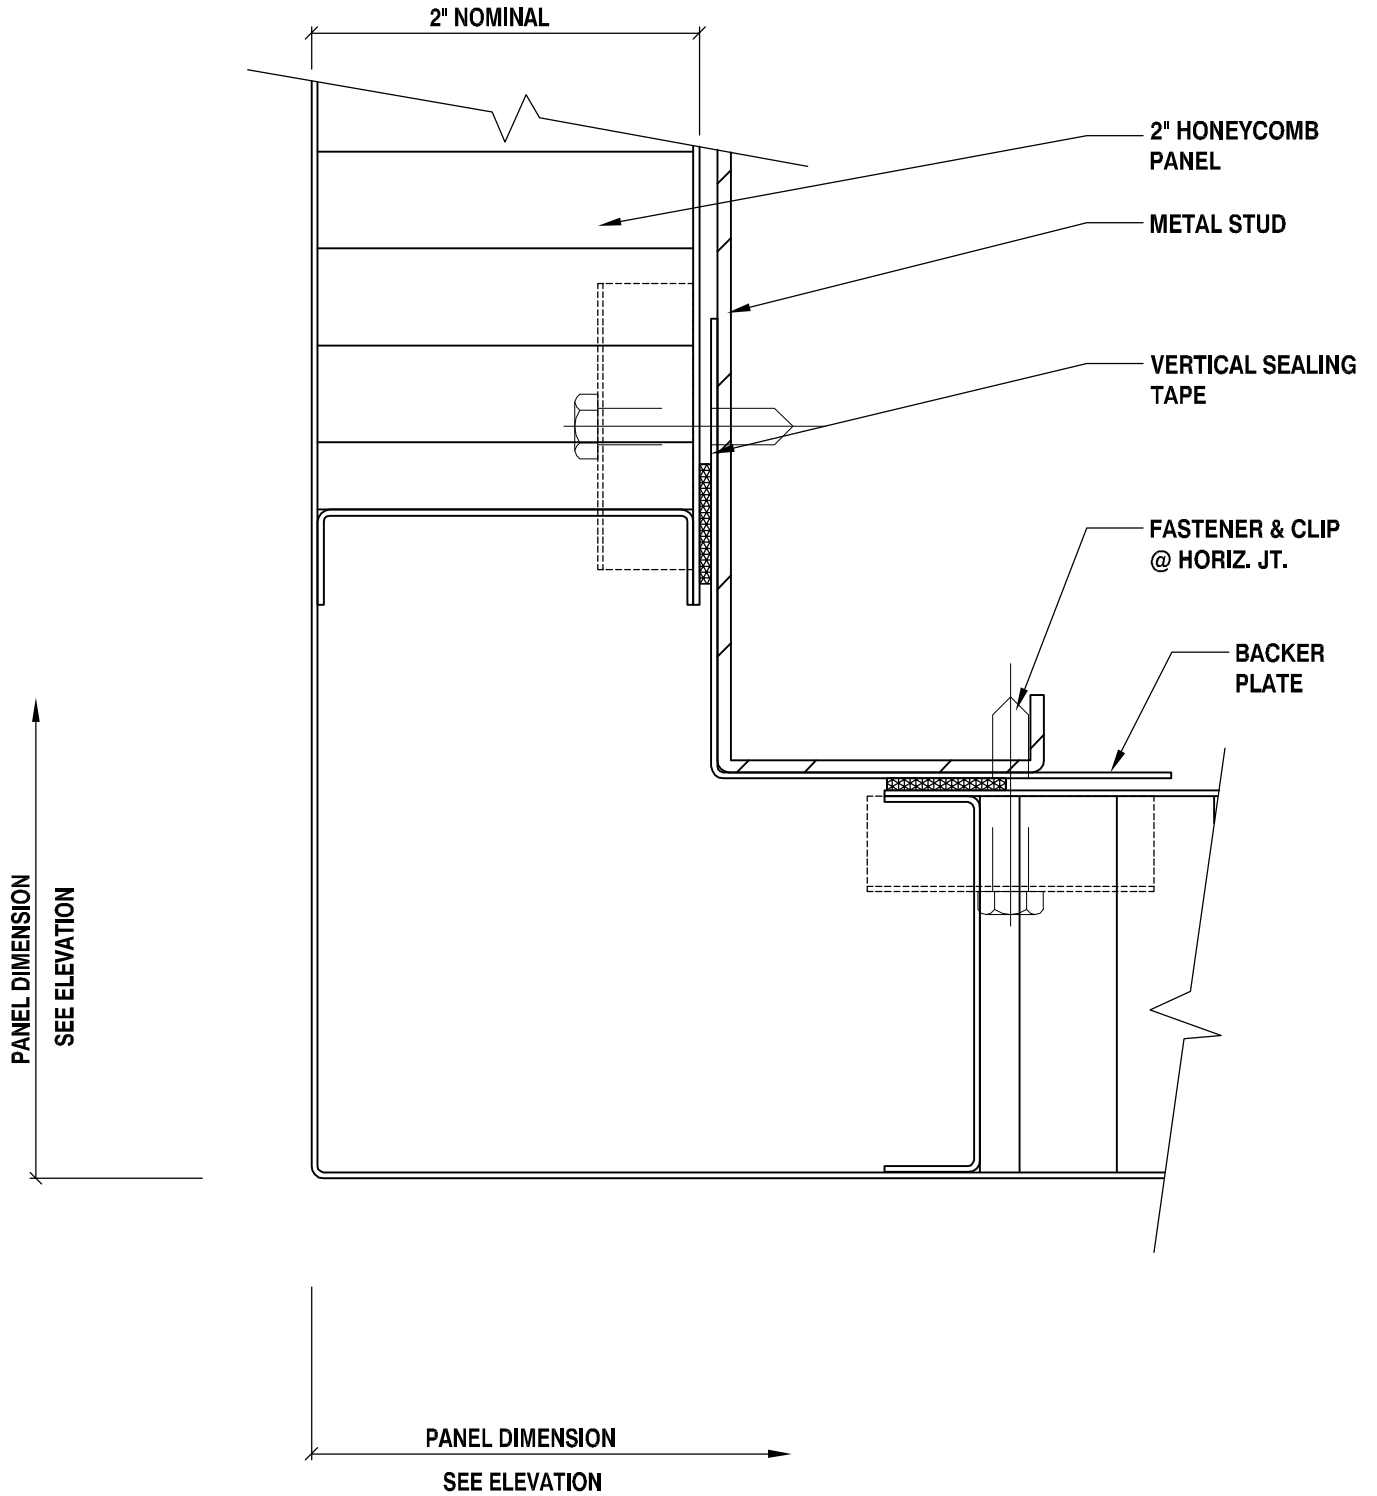 2" NOMINAL
2" HONEYCOMB
PANEL
METAL STUD
VERTICAL SEALING
TAPE
FASTENER & CLIP
@ HORIZ. JT.
BACKER
PLATE
PANEL DIMENSION
SEE ELEVATION
PANEL DIMENSION
SEE ELEVATION